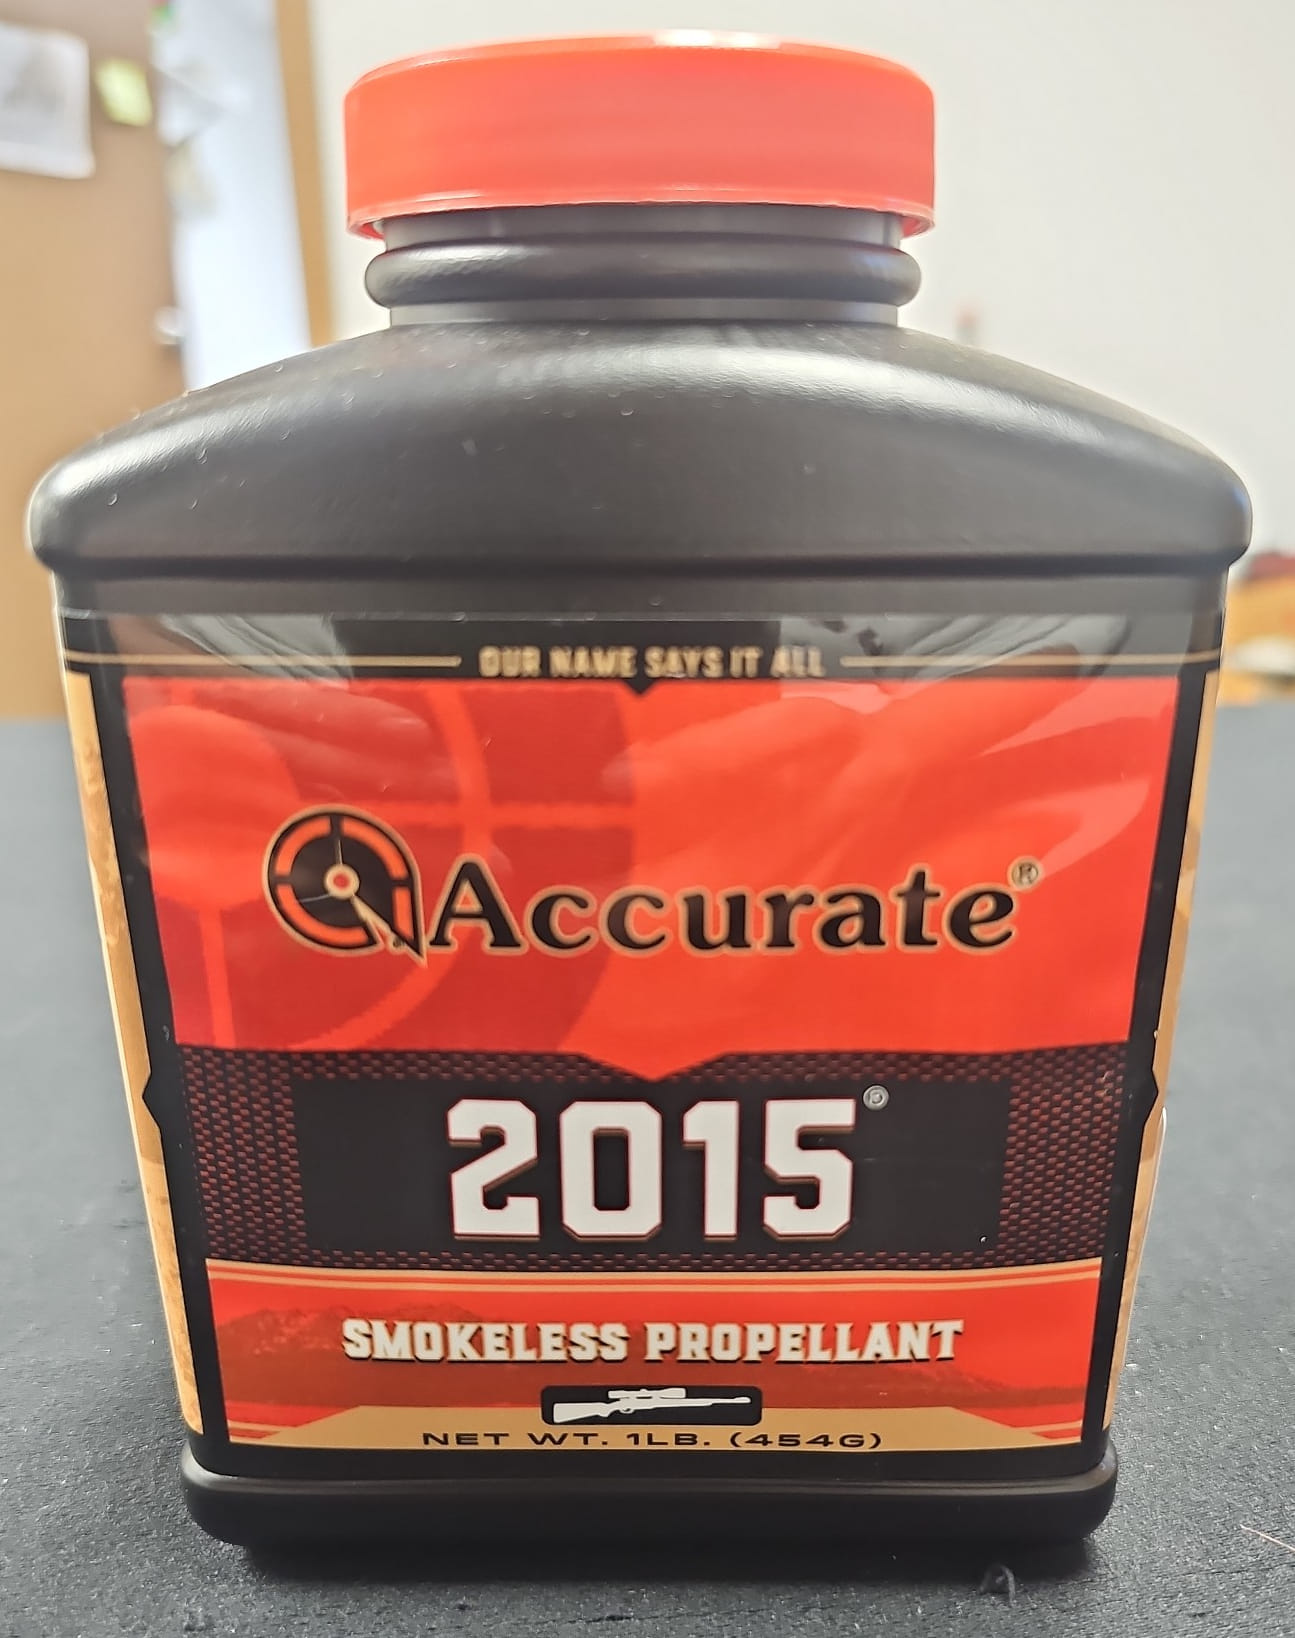 OUR NAME SAYS IT ALL
Accurate®
2015®
SMOKELESS PROPELLANT
NET WT. 1LB. (454G)